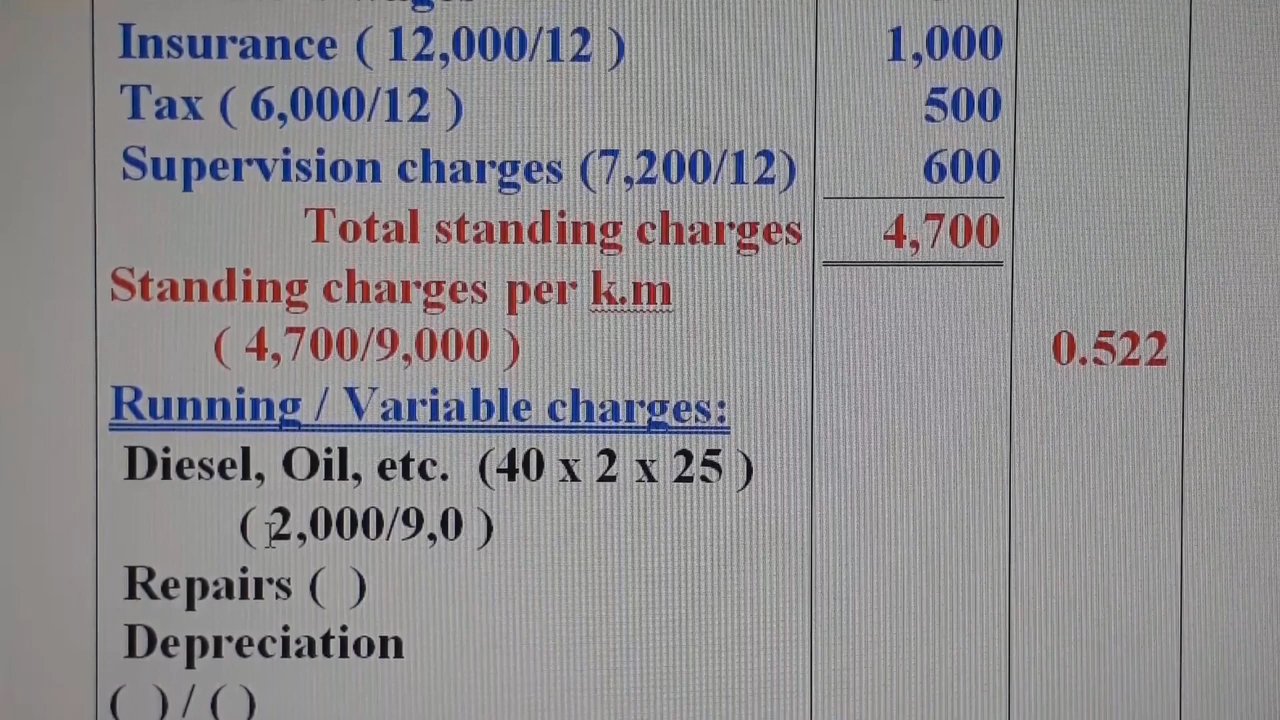 Insurance ( 12,000/12 ) 1,000
Tax ( 6,000/12 ) 500
Supervision charges (7,200/12) 600
Total standing charges 4,700
Standing charges per k.m
( 4,700/9,000 ) 0.522
Running / Variable charges:
Diesel, Oil, etc. (40 x 2 x 25 )
( 2,000/9,0 )
Repairs ( )
Depreciation
( ) / ( )